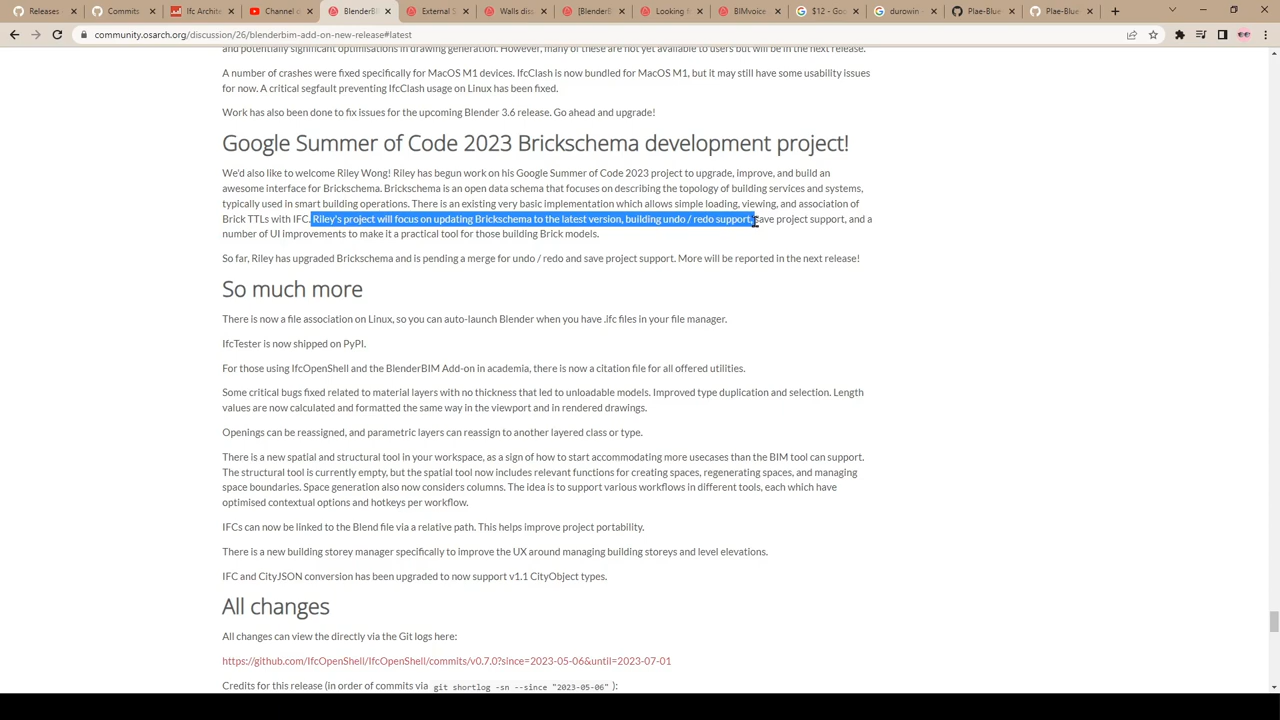 Releases
Commits
Ifc Archite
Channel c
BlenderBI
External S
Walls dis
[BlenderE
Looking f
BIMvoice
$12 - Goo
durowin
Plae-Blue
Plae-Blue
community.osarch.org/discussion/26/blenderbim-add-on-new-release#latest
and potentially significant optimisations in drawing generation. However, many of these are not yet available to users but will be in the next release.
A number of crashes were fixed specifically for MacOS M1 devices. IfcClash is now bundled for MacOS M1, but it may still have some usability issues
for now. A critical segfault preventing IfcClash usage on Linux has been fixed.
Work has also been done to fix issues for the upcoming Blender 3.6 release. Go ahead and upgrade!
Google Summer of Code 2023 Brickschema development project!
We'd also like to welcome Riley Wong! Riley has begun work on his Google Summer of Code 2023 project to upgrade, improve, and build an
awesome interface for Brickschema. Brickschema is an open data schema that focuses on describing the topology of building services and systems,
typically used in smart building operations. There is an existing very basic implementation which allows simple loading, viewing, and association of
Brick TTLs with IFC. Riley's project will focus on updating Brickschema to the latest version, building undo / redo support, save project support, and a
number of UI improvements to make it a practical tool for those building Brick models.
So far, Riley has upgraded Brickschema and is pending a merge for undo / redo and save project support. More will be reported in the next release!
So much more
There is now a file association on Linux, so you can auto-launch Blender when you have .ifc files in your file manager.
IfcTester is now shipped on PyPI.
For those using IfcOpenShell and the BlenderBIM Add-on in academia, there is now a citation file for all offered utilities.
Some critical bugs fixed related to material layers with no thickness that led to unloadable models. Improved type duplication and selection. Length
values are now calculated and formatted the same way in the viewport and in rendered drawings.
Openings can be reassigned, and parametric layers can reassign to another layered class or type.
There is a new spatial and structural tool in your workspace, as a sign of how to start accommodating more usecases than the BIM tool can support.
The structural tool is currently empty, but the spatial tool now includes relevant functions for creating spaces, regenerating spaces, and managing
space boundaries. Space generation also now considers columns. The idea is to support various workflows in different tools, each which have
optimised contextual options and hotkeys per workflow.
IFCs can now be linked to the Blend file via a relative path. This helps improve project portability.
There is a new building storey manager specifically to improve the UX around managing building storeys and level elevations.
IFC and CityJSON conversion has been upgraded to now support v1.1 CityObject types.
All changes
All changes can view the directly via the Git logs here:
https://github.com/IfcOpenShell/IfcOpenShell/commits/v0.7.0?since=2023-05-06&until=2023-07-01
Credits for this release (in order of commits via git shortlog -sn --since "2023-05-06" ):